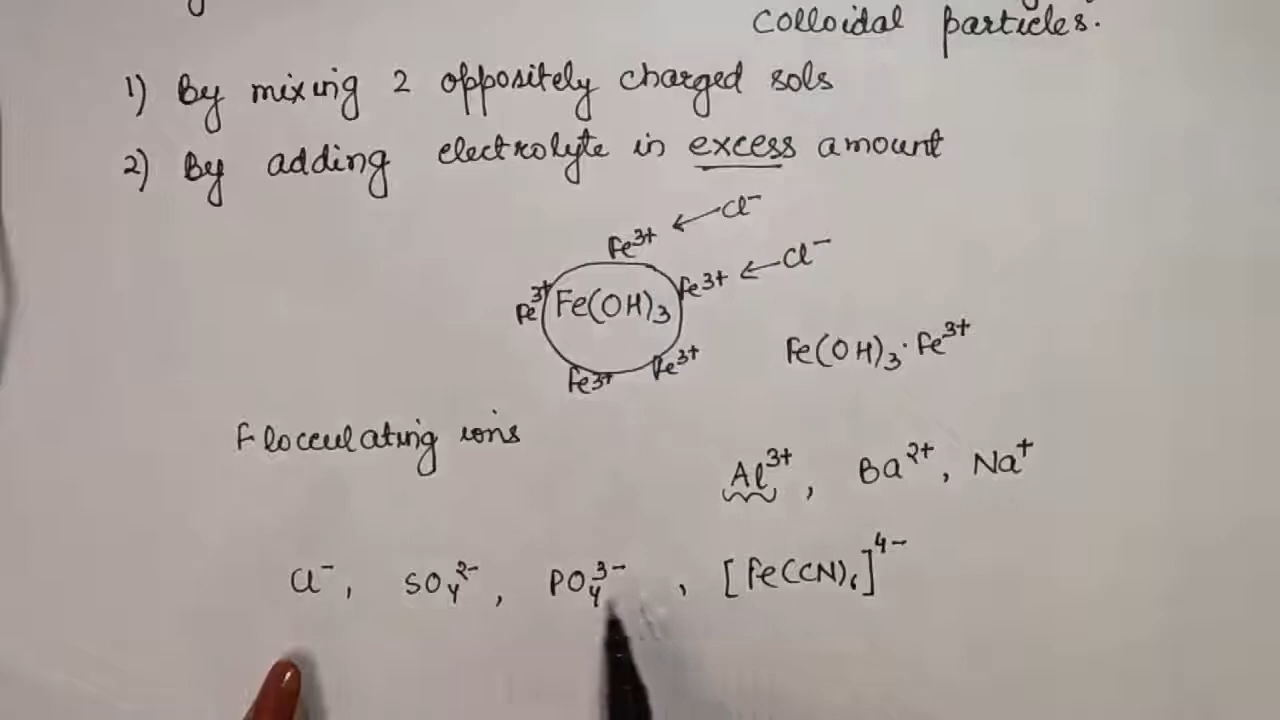 colloidal particles.
1) By mixing 2 oppositely charged sols
2) By adding electrolyte in excess amount
Cl⁻
Fe³⁺
Cl⁻
Fe³⁺
Fe³⁺
Fe(OH)₃
Fe(OH)₃·Fe³⁺
Fe³⁺
Fe³⁺
Flocculating ions
Al³⁺, Ba²⁺, Na⁺
Cl⁻, SO₄²⁻, PO₄³⁻, [Fe(CN)₆]⁴⁻